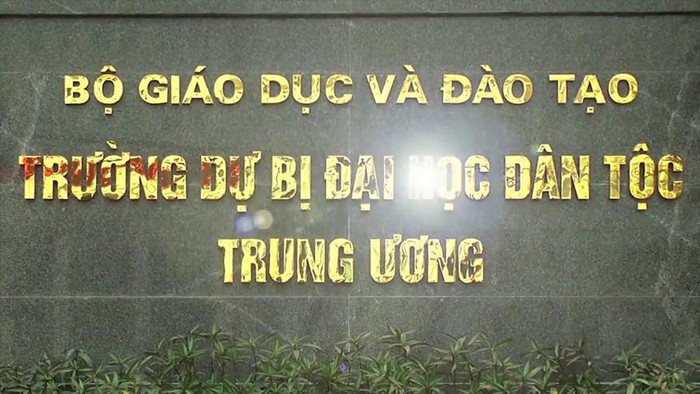 BỘ GIÁO DỤC VÀ ĐÀO TẠO
TRƯỜNG DỰ BỊ ĐẠI HỌC DÂN TỘC
TRUNG ƯƠNG